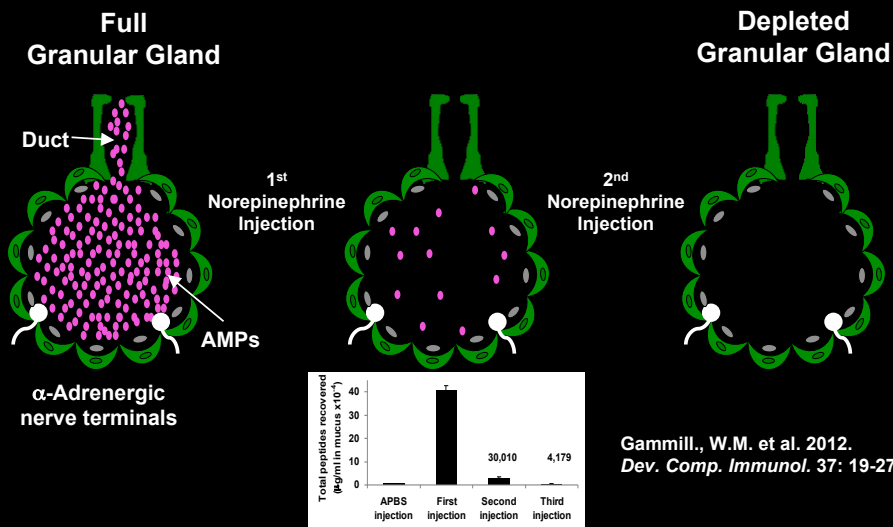 Full
Granular Gland
Depleted
Granular Gland
Duct
1st
Norepinephrine
Injection
2nd
Norepinephrine
Injection
AMPs
α-Adrenergic
nerve terminals
Total peptides recovered
(µg/ml in mucus x10⁻⁴)
40
30
20
10
0
30,010
4,179
APBS
injection
First
injection
Second
injection
Third
injection
Gammill., W.M. et al. 2012.
Dev. Comp. Immunol. 37: 19-27